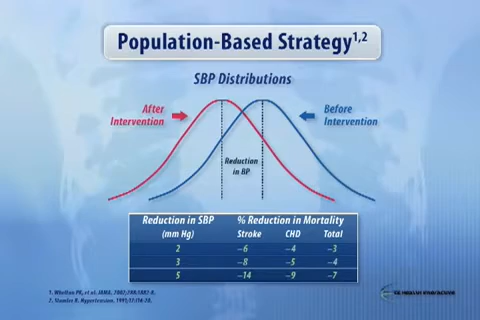 Population-Based Strategy1,2
SBP Distributions
After
Intervention
Before
Intervention
Reduction
in BP
Reduction in SBP % Reduction in Mortality
(mm Hg) Stroke CHD Total
2 –6 –4 –3
3 –8 –5 –4
5 –14 –9 –7
1. Whelton PK, et al. JAMA. 2002;288:1882-8.
2. Stamler R. Hypertension. 1991;17:I16-20.